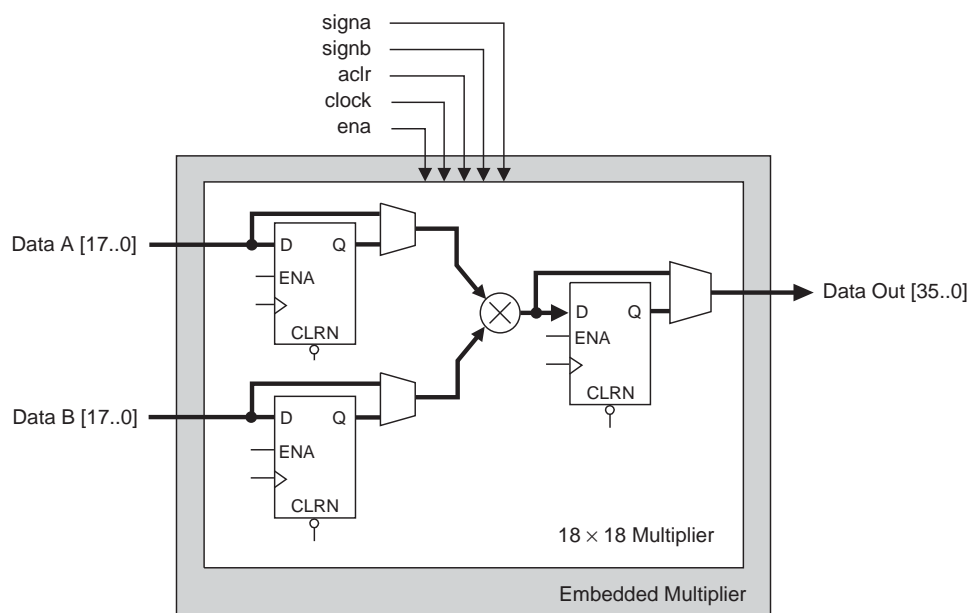 signa
signb
aclr
clock
ena
Data A [17..0]
D Q
ENA
CLRN
Data B [17..0]
D Q
ENA
CLRN
D Q
ENA
CLRN
Data Out [35..0]
18 × 18 Multiplier
Embedded Multiplier